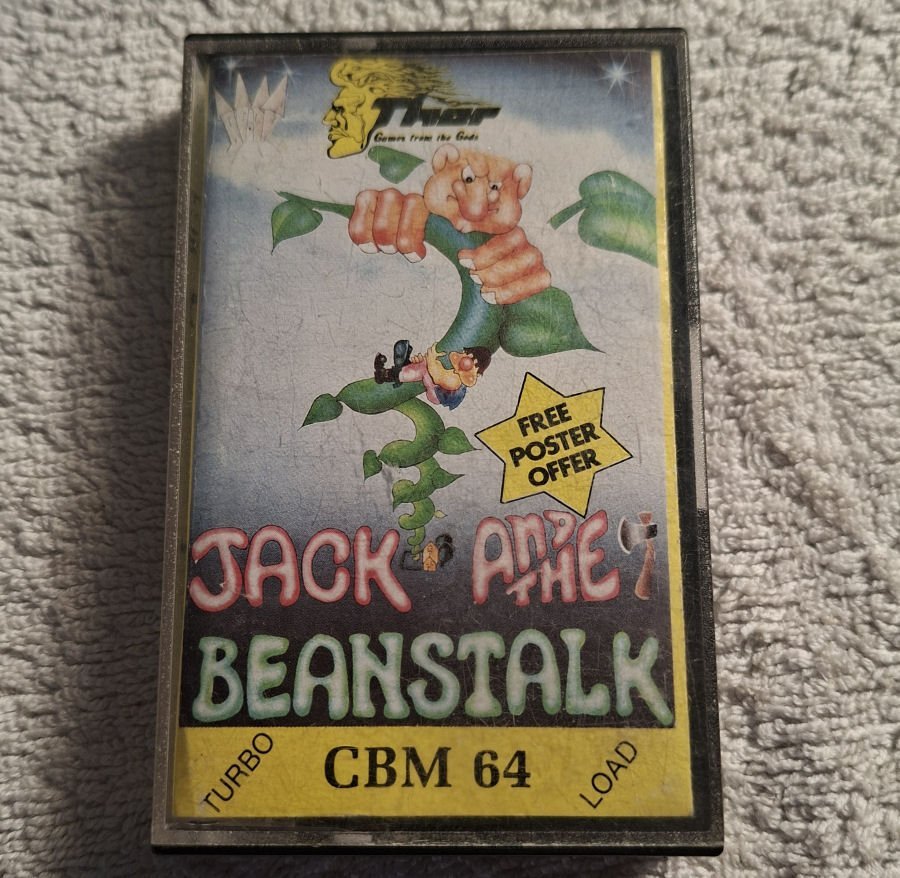 Thor
Games from the Gods
FREE
POSTER
OFFER
JACK AND THE
BEANSTALK
TURBO CBM 64 LOAD